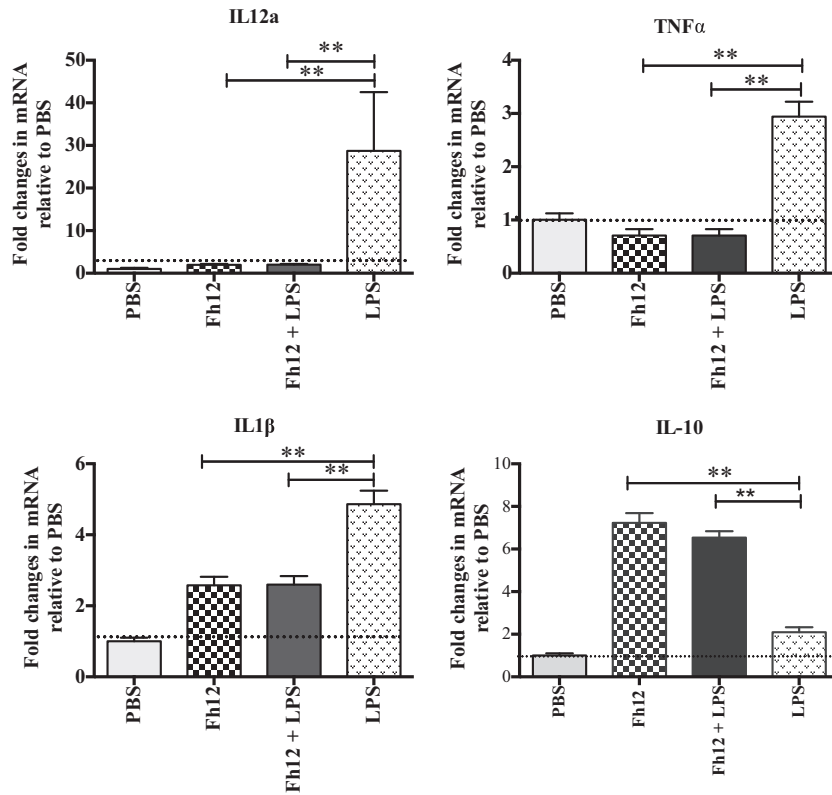 IL12a
Fold changes in mRNA
relative to PBS
50
40
30
20
10
0
**
**
PBS
Fh12
Fh12 + LPS
LPS
TNFα
Fold changes in mRNA
relative to PBS
4
3
2
1
0
**
**
PBS
Fh12
Fh12 + LPS
LPS
IL1β
Fold changes in mRNA
relative to PBS
6
4
2
0
**
**
PBS
Fh12
Fh12 + LPS
LPS
IL-10
Fold changes in mRNA
relative to PBS
10
8
6
4
2
0
**
**
PBS
Fh12
Fh12 + LPS
LPS